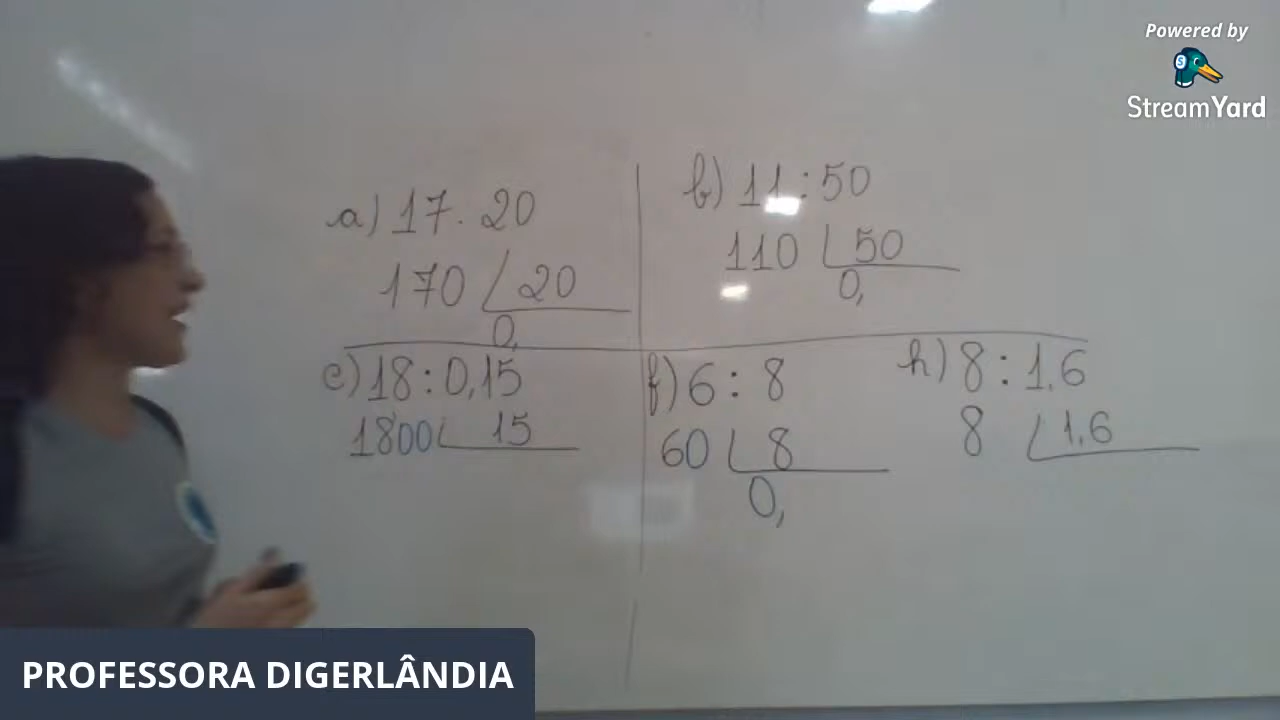 Powered by
StreamYard
a) 17. 20
170 20
0,
b) 11 : 50
110 50
0,
e) 18 : 0,15
1800 15
f) 6 : 8
60 8
0,
h) 8 : 1,6
8 1,6
PROFESSORA DIGERLÂNDIA